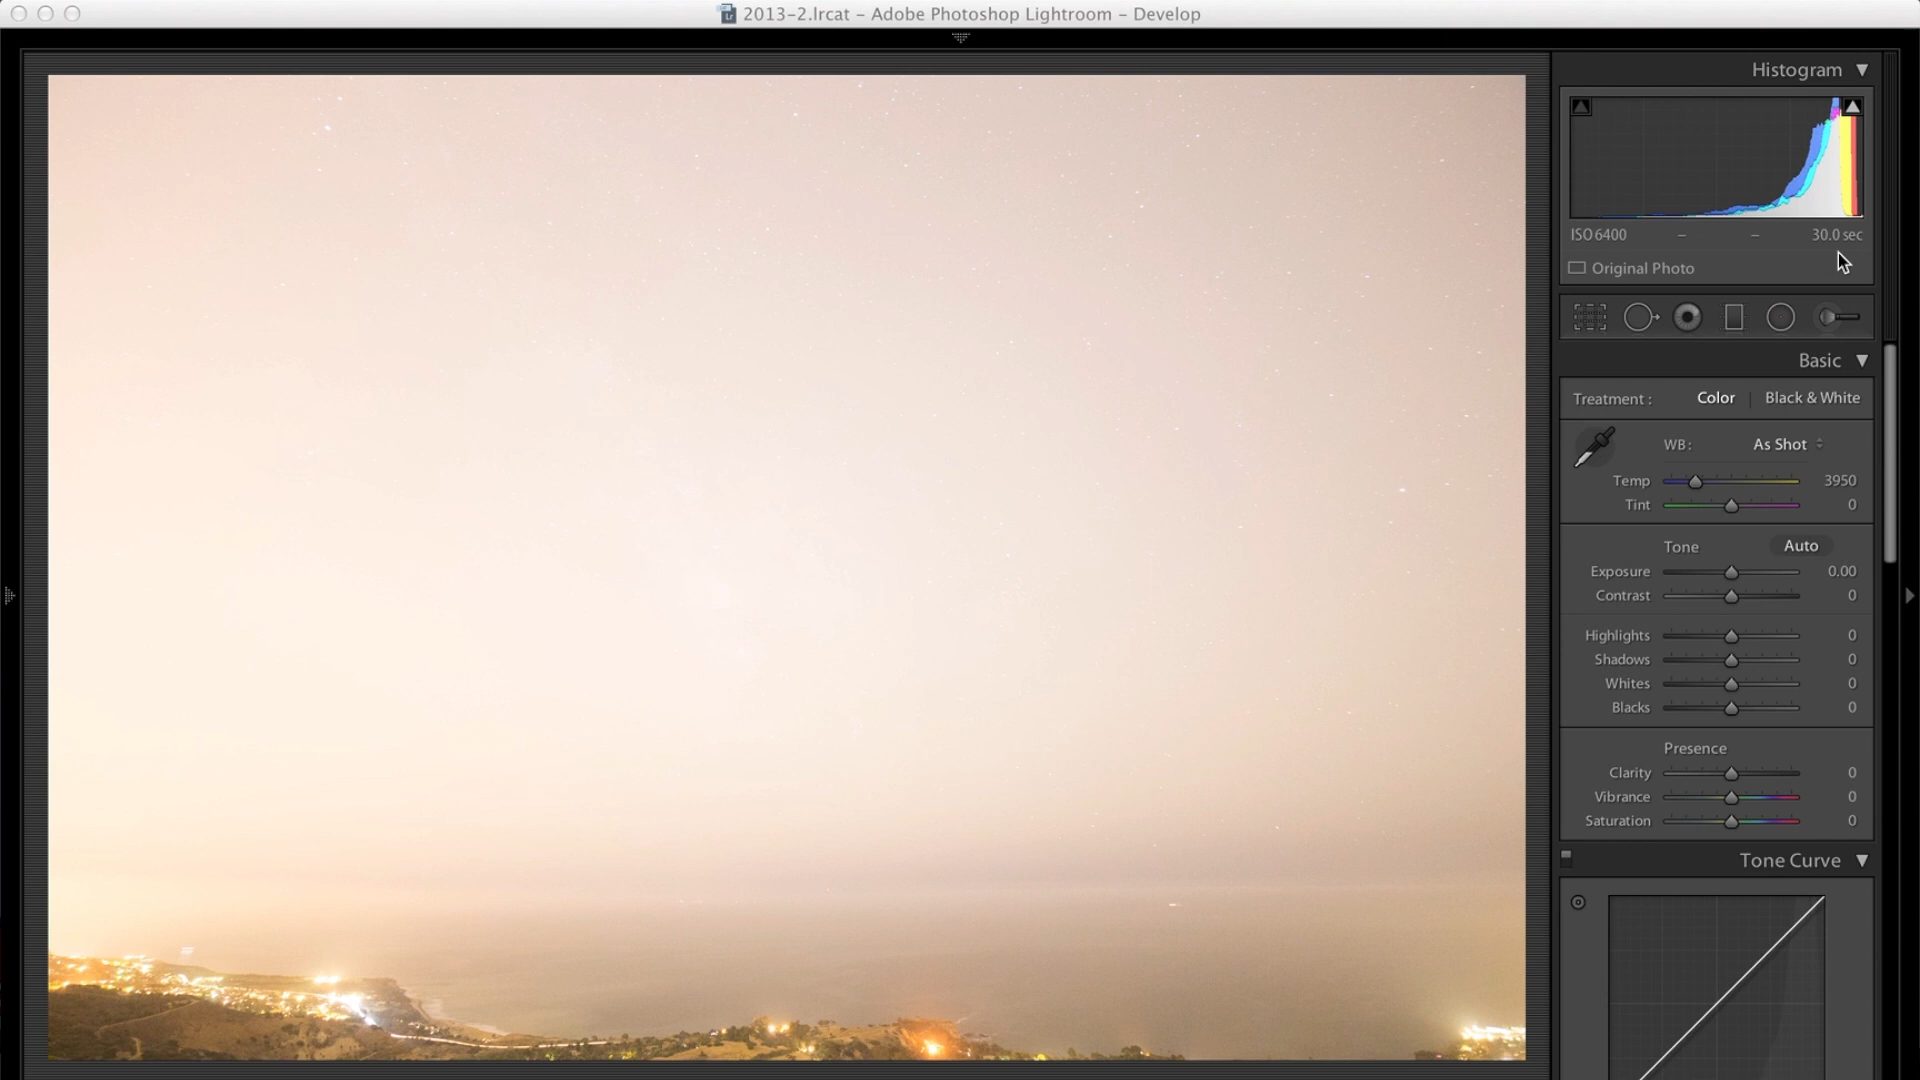 2013-2.lrcat – Adobe Photoshop Lightroom – Develop
Histogram
ISO 6400 – – 30.0 sec
Original Photo
Basic
Treatment : Color Black & White
WB : As Shot
Temp 3950
Tint 0
Tone Auto
Exposure 0.00
Contrast 0
Highlights 0
Shadows 0
Whites 0
Blacks 0
Presence
Clarity 0
Vibrance 0
Saturation 0
Tone Curve